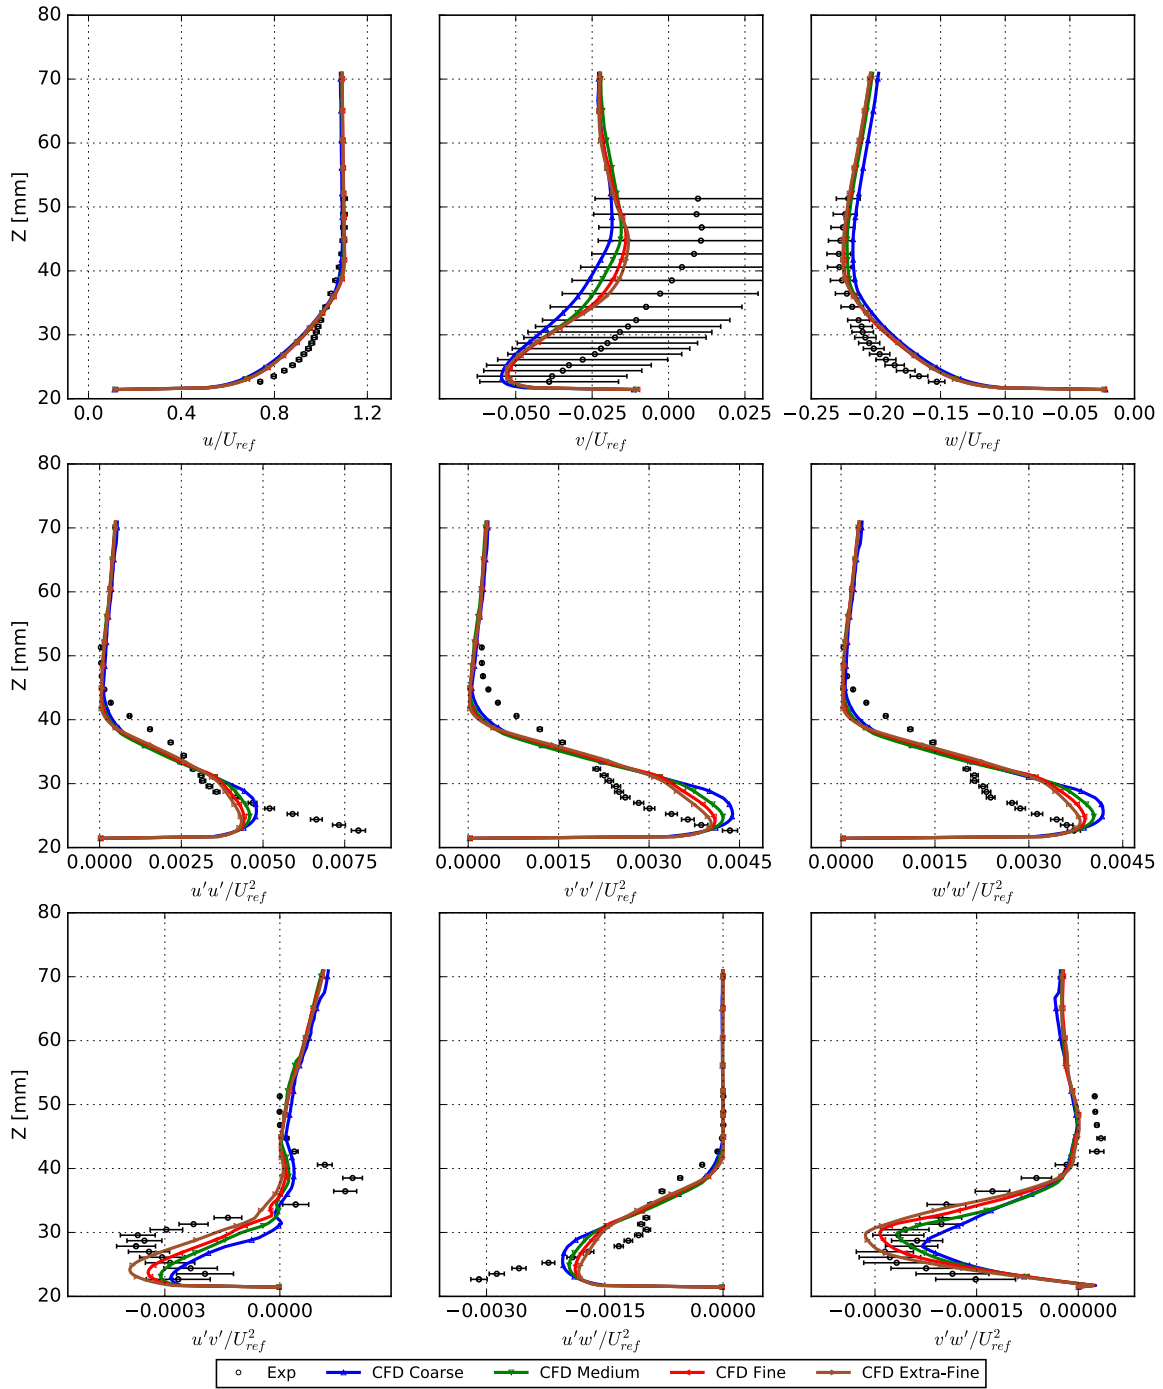 80
70
60
50
40
30
20
Z [mm]
0.0 0.4 0.8 1.2
u/U_ref
−0.050 −0.025 0.000 0.025
v/U_ref
−0.25 −0.20 −0.15 −0.10 −0.05 0.00
w/U_ref
80
70
60
50
40
30
20
Z [mm]
0.0000 0.0025 0.0050 0.0075
u'u'/U²_ref
0.0000 0.0015 0.0030 0.0045
v'v'/U²_ref
0.0000 0.0015 0.0030 0.0045
w'w'/U²_ref
80
70
60
50
40
30
20
Z [mm]
−0.0003 0.0000
u'v'/U²_ref
−0.0030 −0.0015 0.0000
u'w'/U²_ref
−0.00030 −0.00015 0.00000
v'w'/U²_ref
Exp CFD Coarse CFD Medium CFD Fine CFD Extra-Fine